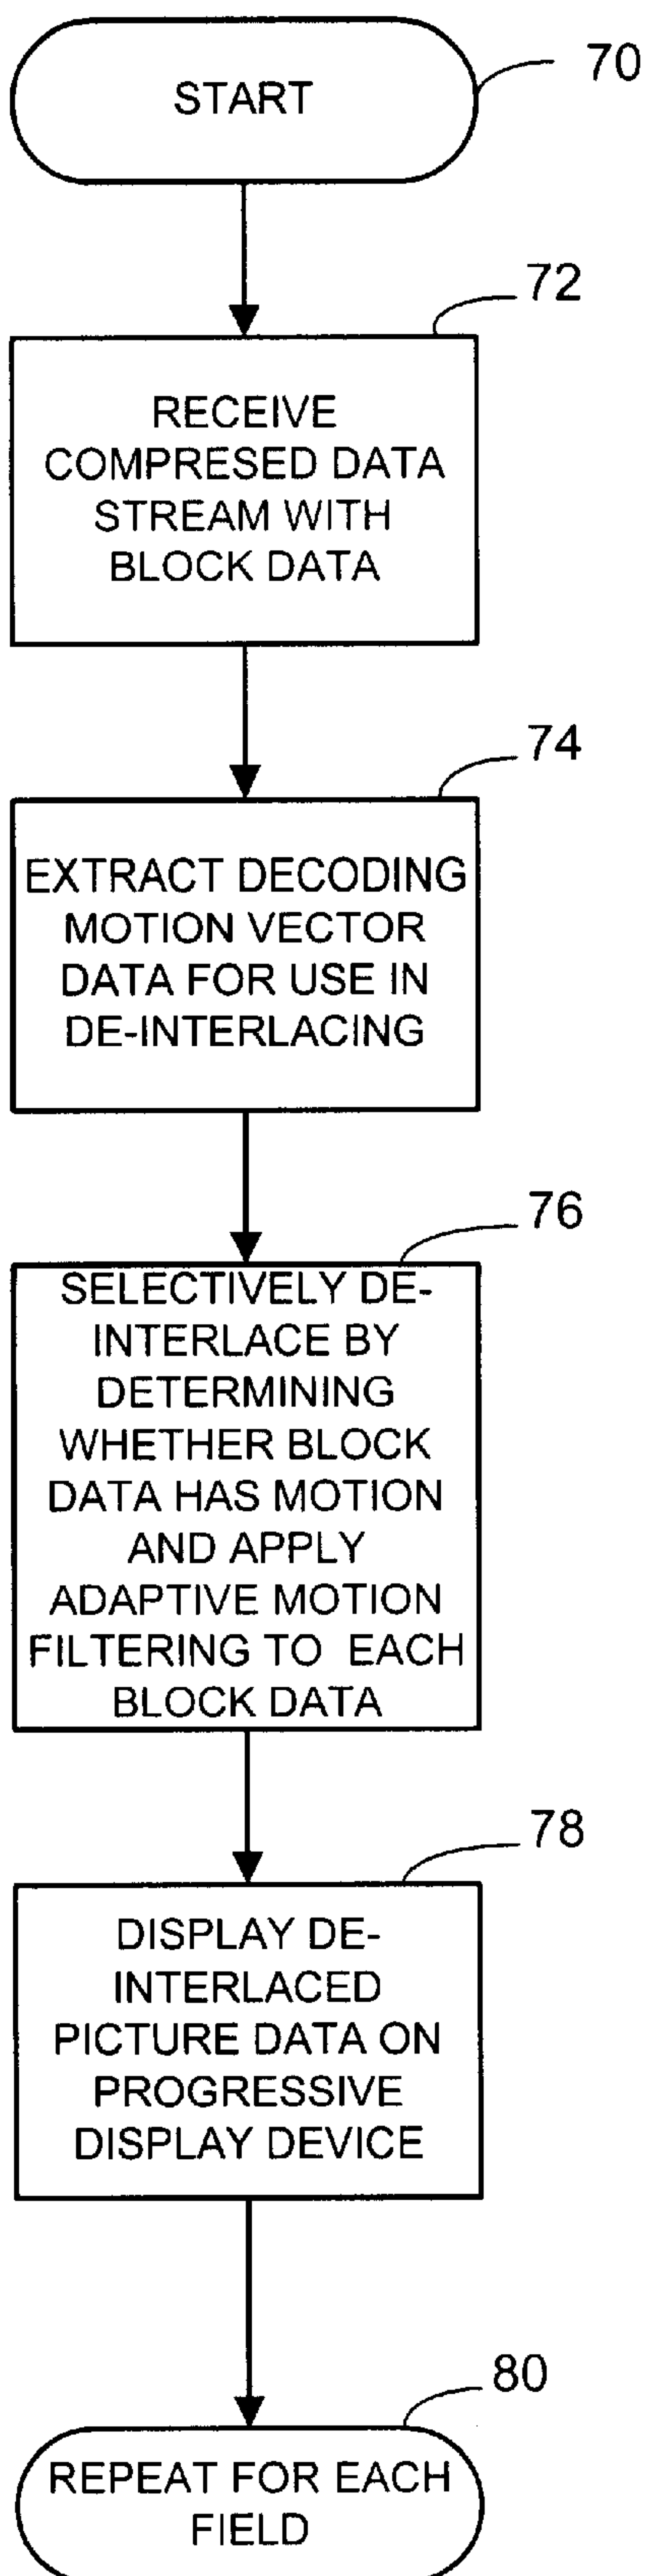 START
70
72
RECEIVE
COMPRESED DATA
STREAM WITH
BLOCK DATA
74
EXTRACT DECODING
MOTION VECTOR
DATA FOR USE IN
DE-INTERLACING
76
SELECTIVELY DE-
INTERLACE BY
DETERMINING
WHETHER BLOCK
DATA HAS MOTION
AND APPLY
ADAPTIVE MOTION
FILTERING TO EACH
BLOCK DATA
78
DISPLAY DE-
INTERLACED
PICTURE DATA ON
PROGRESSIVE
DISPLAY DEVICE
80
REPEAT FOR EACH
FIELD